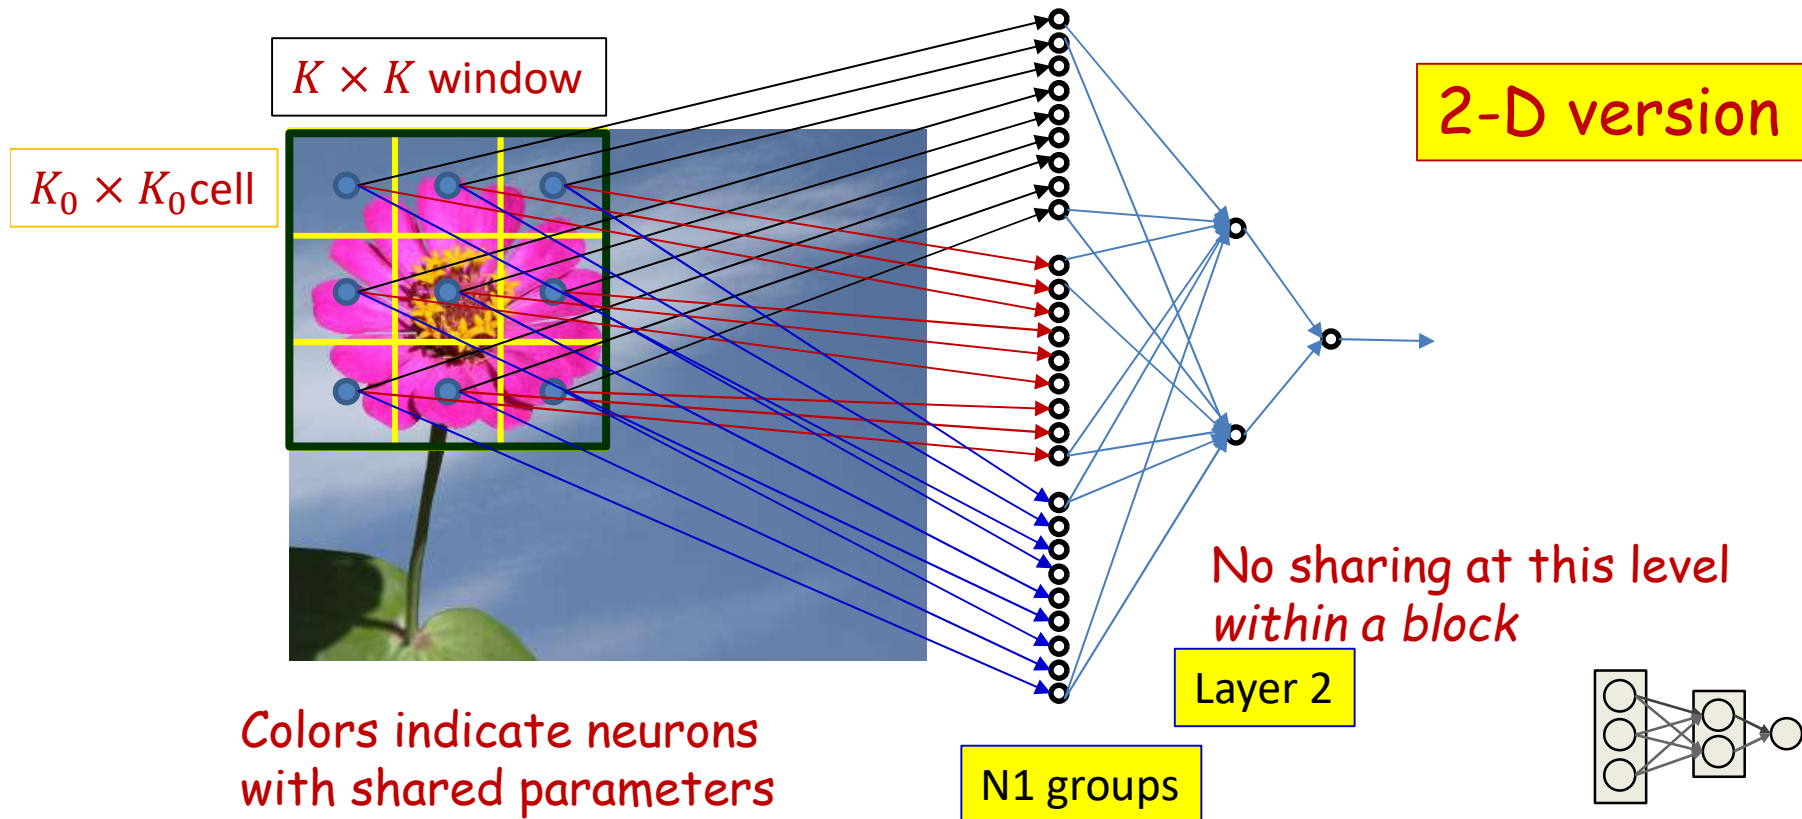 K × K window
2-D version
K₀ × K₀cell
No sharing at this level
within a block
Layer 2
Colors indicate neurons
with shared parameters
N1 groups